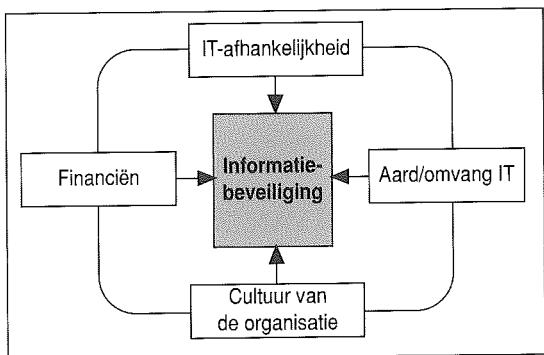 IT-afhankelijkheid
Financiën
Informatie-
beveiliging
Aard/omvang IT
Cultuur van
de organisatie